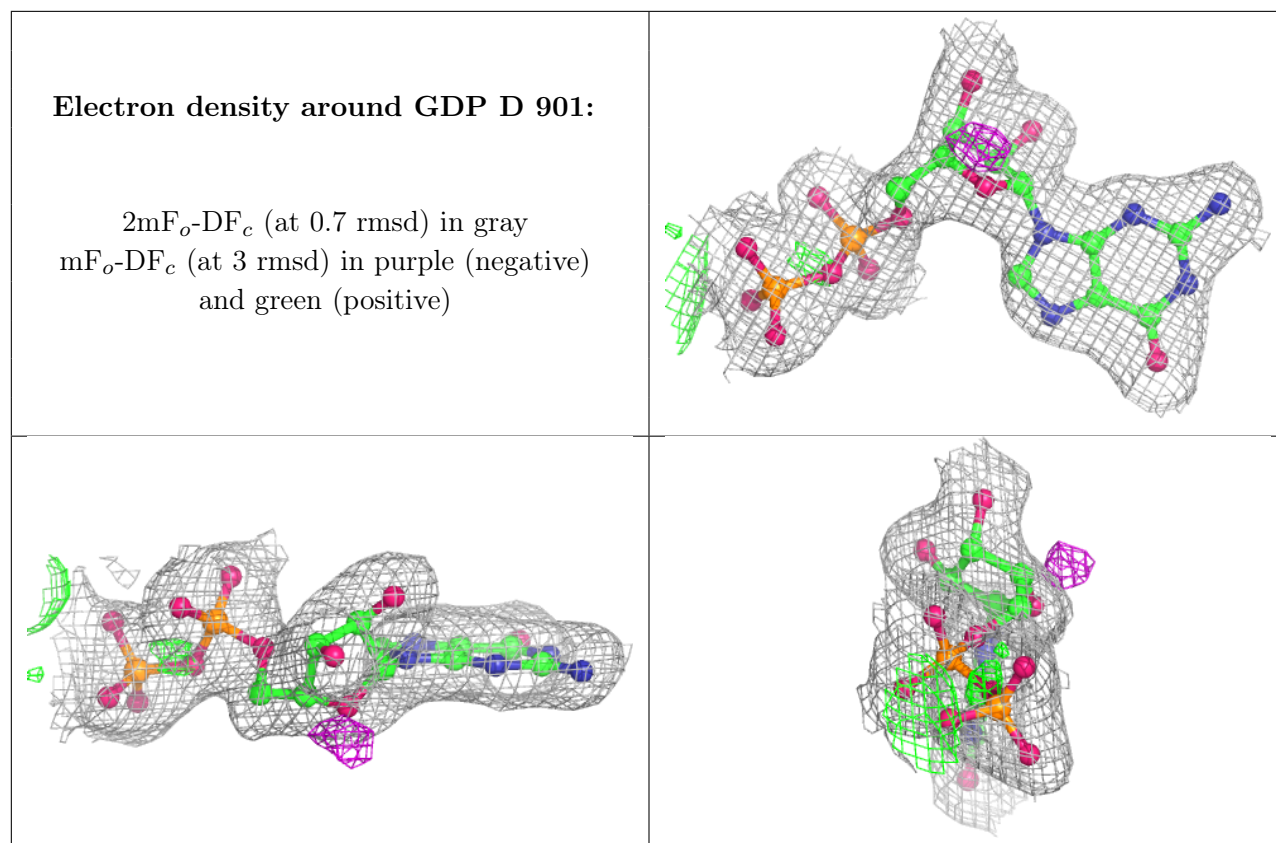 Electron density around GDP D 901:
2mFo-DFc (at 0.7 rmsd) in gray
mFo-DFc (at 3 rmsd) in purple (negative)
and green (positive)